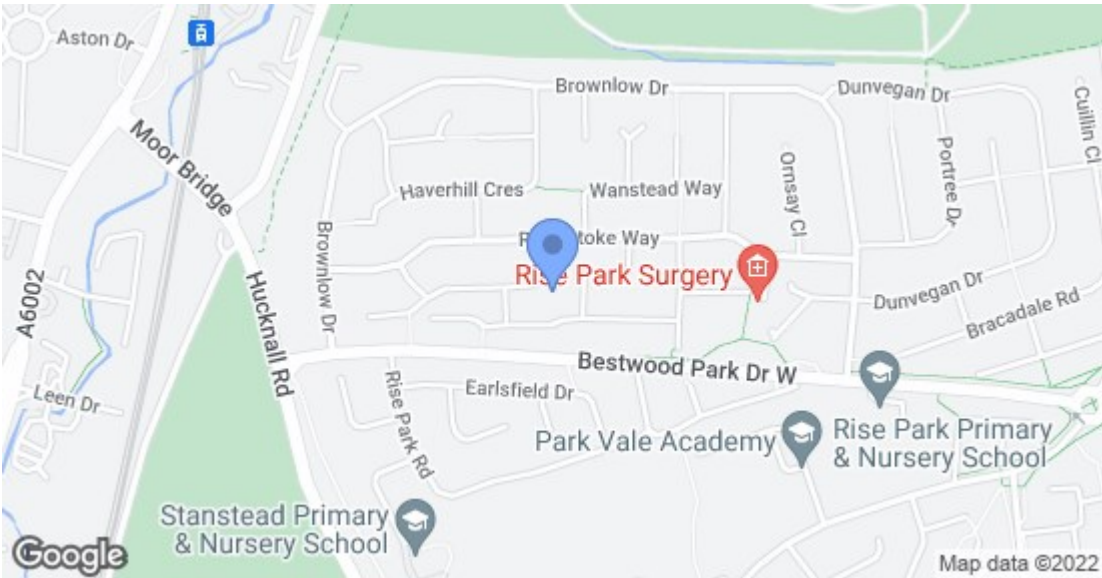 Aston Dr
Brownlow Dr
Dunvegan Dr
Cuillin Cl
Moor Bridge
Portree Dr
Ornsay Cl
Haverhill Cres
Wanstead Way
toke Way
Brownlow Dr
Rise Park Surgery
A6002
Hucknall Rd
Dunvegan Dr
Bracadale Rd
Bestwood Park Dr W
Leen Dr
Rise Park Rd
Earlsfield Dr
Park Vale Academy
Rise Park Primary
& Nursery School
Stanstead Primary
& Nursery School
Google
Map data ©2022